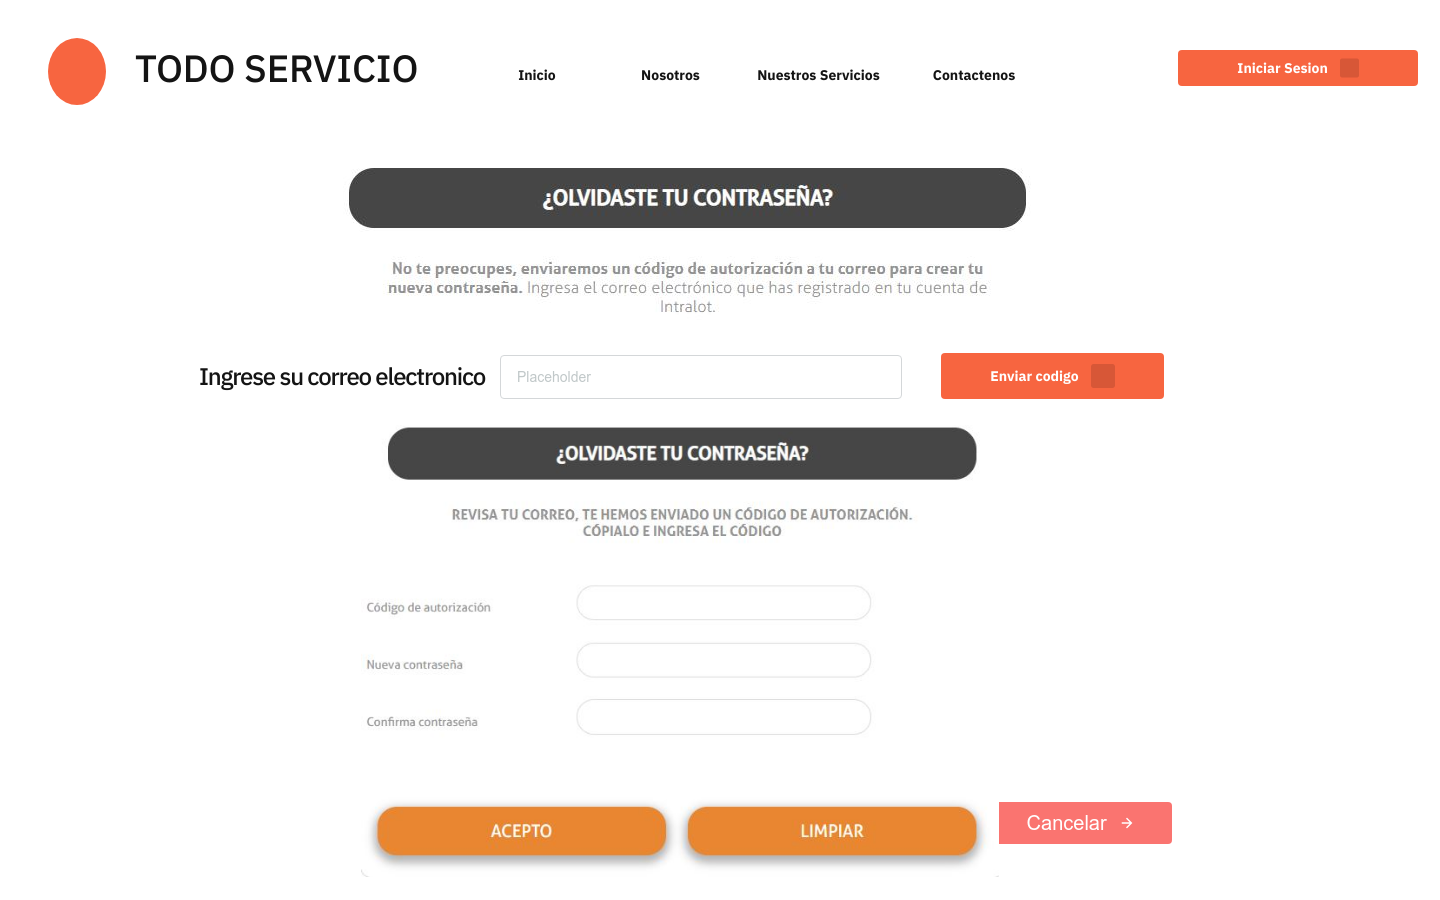 TODO SERVICIO
Inicio
Nosotros
Nuestros Servicios
Contactenos
Iniciar Sesion
¿OLVIDASTE TU CONTRASEÑA?
No te preocupes, enviaremos un código de autorización a tu correo para crear tu
nueva contraseña. Ingresa el correo electrónico que has registrado en tu cuenta de
Intralot.
Ingrese su correo electronico
Placeholder
Enviar codigo
¿OLVIDASTE TU CONTRASEÑA?
REVISA TU CORREO, TE HEMOS ENVIADO UN CÓDIGO DE AUTORIZACIÓN.
CÓPIALO E INGRESA EL CÓDIGO
Código de autorización
Nueva contraseña
Confirma contraseña
ACEPTO
LIMPIAR
Cancelar →